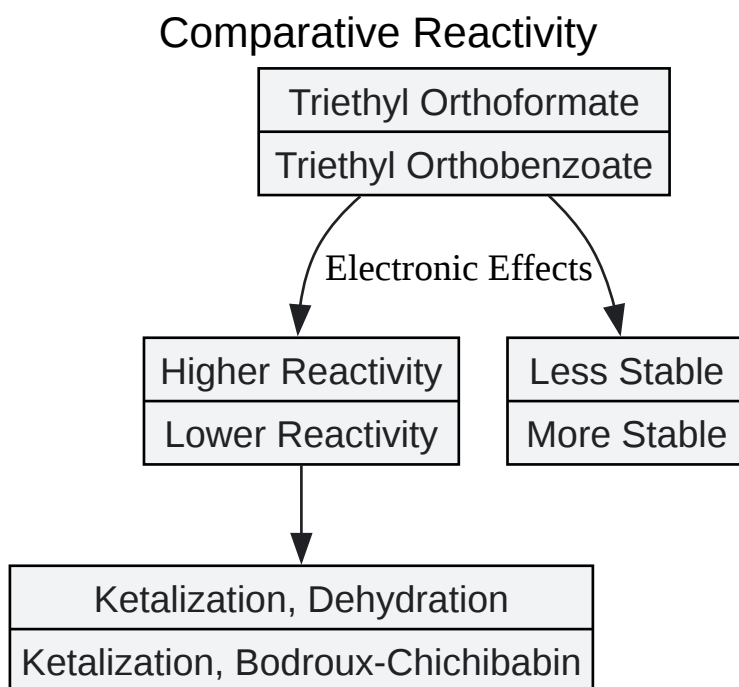 Comparative Reactivity
Triethyl Orthoformate
Triethyl Orthobenzoate
Electronic Effects
Higher Reactivity
Lower Reactivity
Less Stable
More Stable
Ketalization, Dehydration
Ketalization, Bodroux-Chichibabin